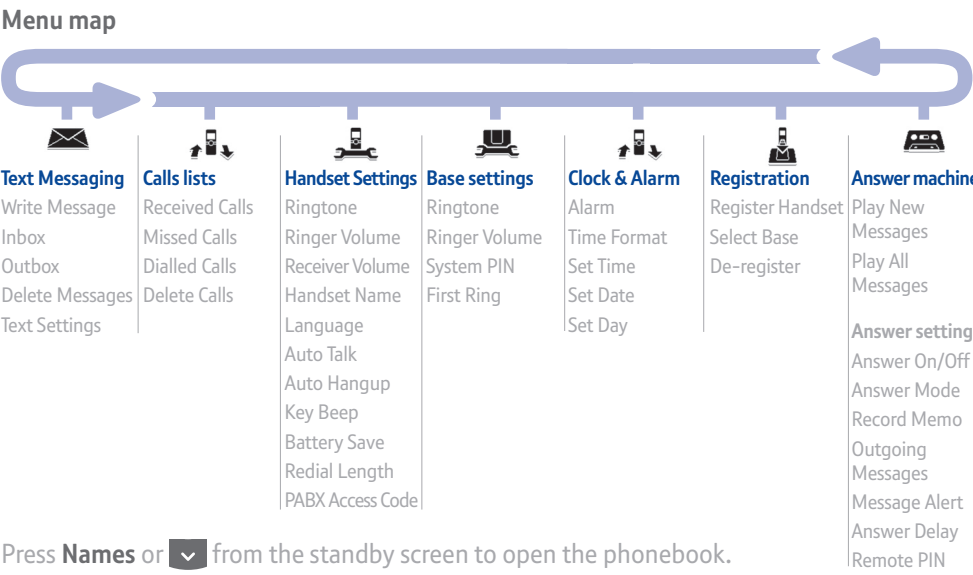 Menu map
Text Messaging
Write Message
Inbox
Outbox
Delete Messages
Text Settings
Calls lists
Received Calls
Missed Calls
Dialled Calls
Delete Calls
Handset Settings
Ringtone
Ringer Volume
Receiver Volume
Handset Name
Language
Auto Talk
Auto Hangup
Key Beep
Battery Save
Redial Length
PABX Access Code
Base settings
Ringtone
Ringer Volume
System PIN
First Ring
Clock & Alarm
Alarm
Time Format
Set Time
Set Date
Set Day
Registration
Register Handset
Select Base
De-register
Answer machine
Play New
Messages
Play All
Messages
Answer setting
Answer On/Off
Answer Mode
Record Memo
Outgoing
Messages
Message Alert
Answer Delay
Remote PIN
Press Names or from the standby screen to open the phonebook.